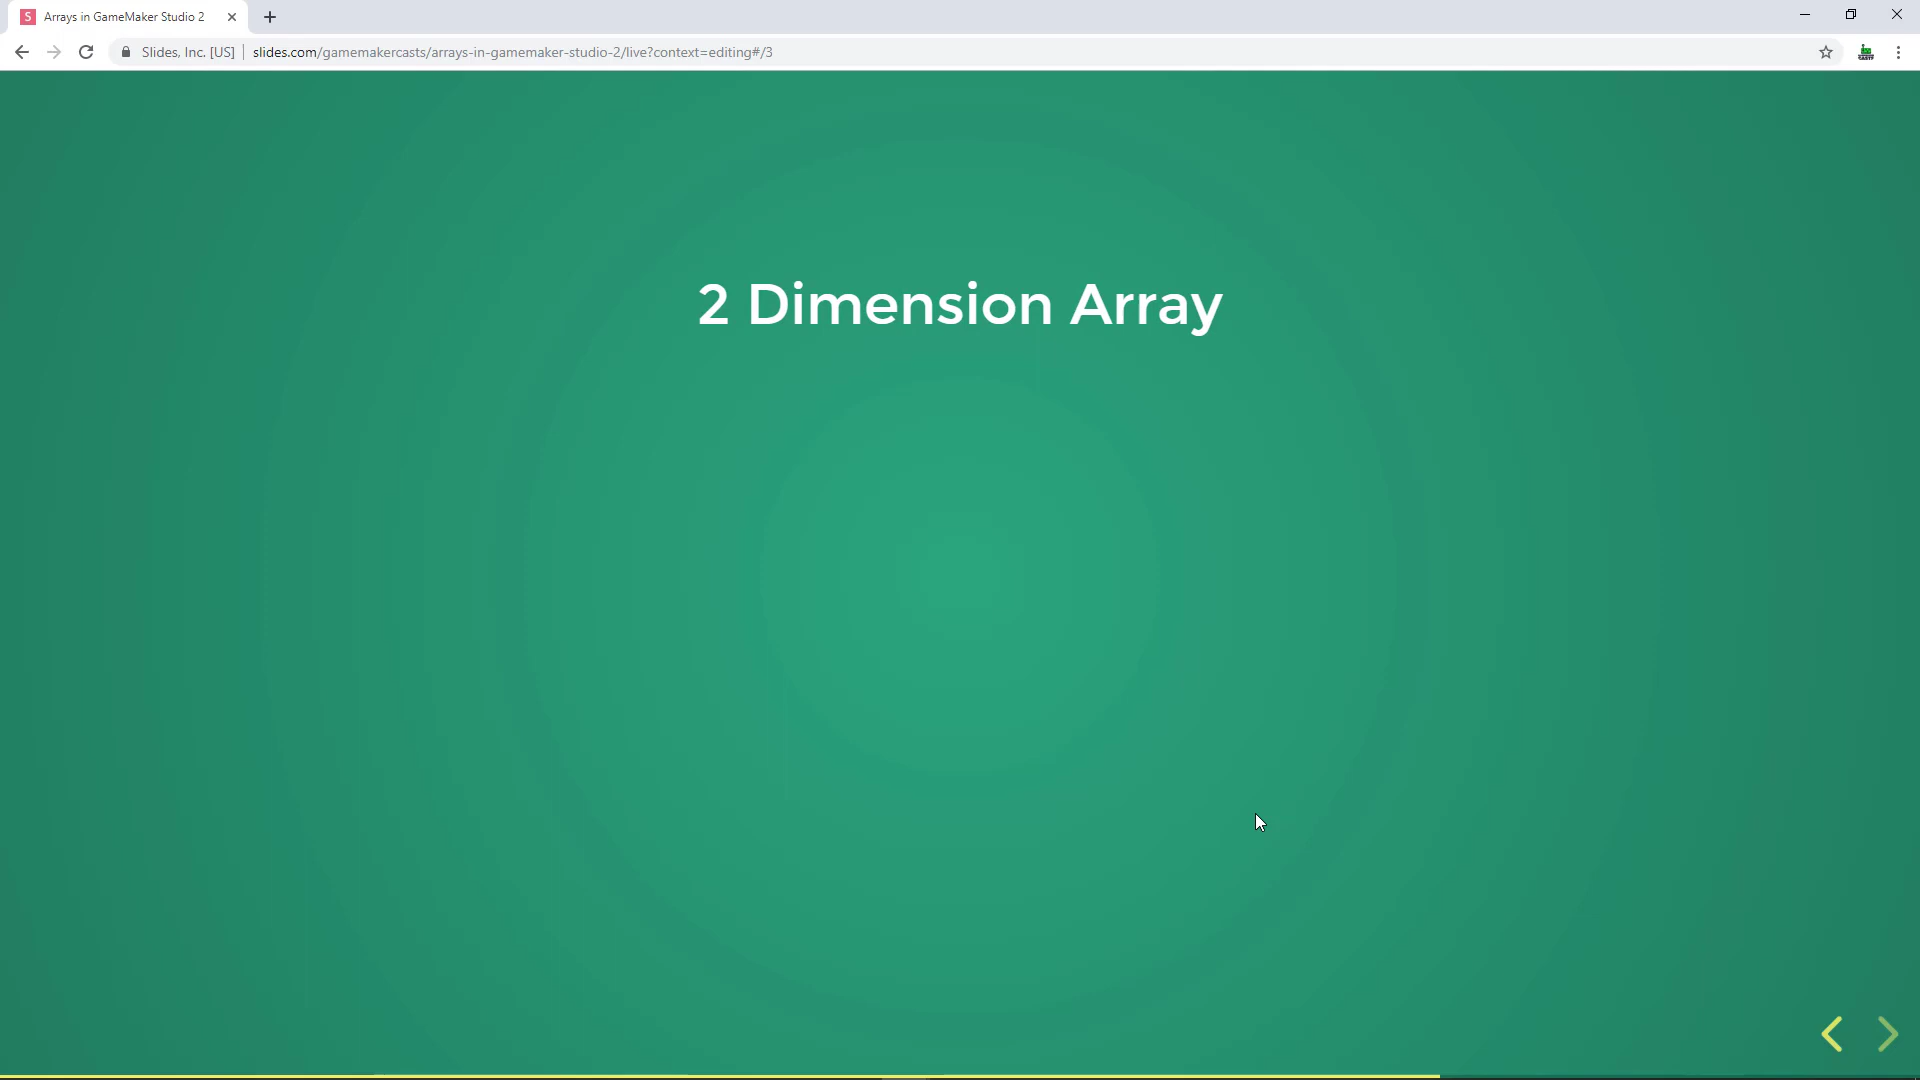 S Arrays in GameMaker Studio 2
Slides, Inc. [US] slides.com/gamemakercasts/arrays-in-gamemaker-studio-2/live?context=editing#/3
2 Dimension Array